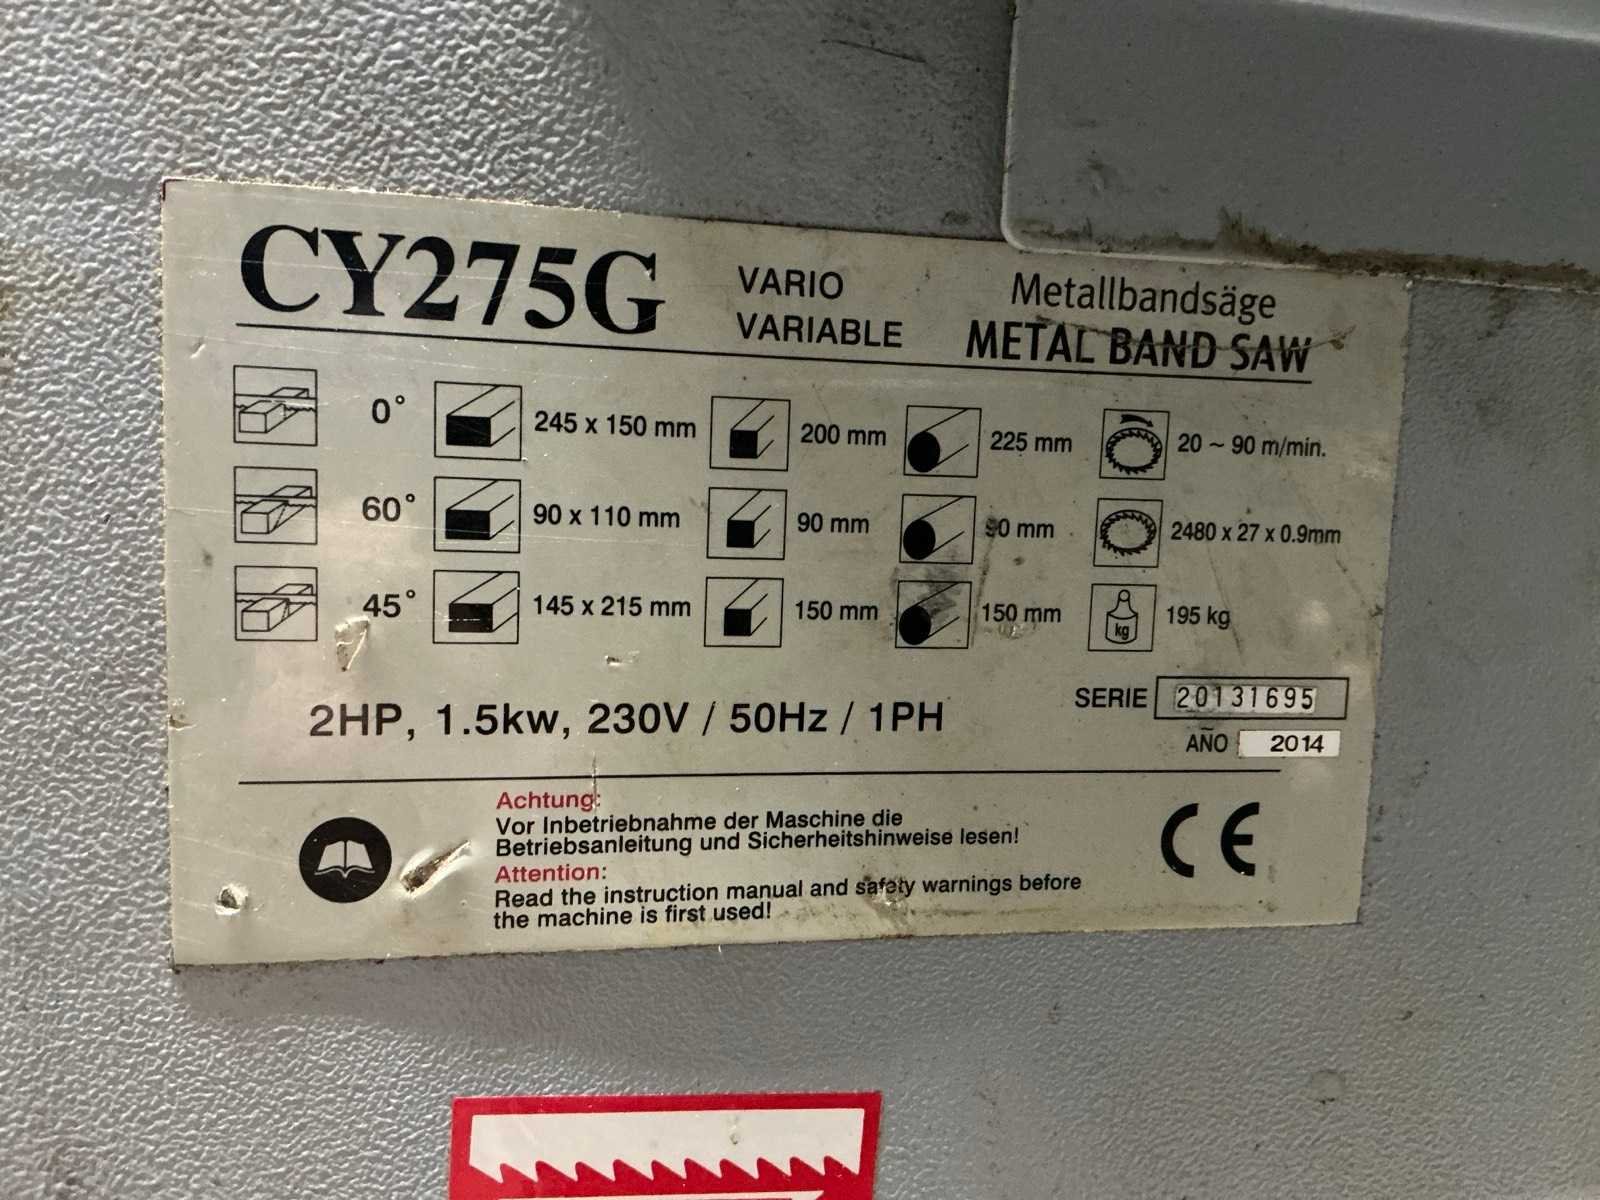 CY275G VARIO VARIABLE Metallbandsäge METAL BAND SAW
0° 245 x 150 mm 200 mm 225 mm 20 ~ 90 m/min.
60° 90 x 110 mm 90 mm 90 mm 2480 x 27 x 0.9mm
45° 145 x 215 mm 150 mm 150 mm kg 195 kg
2HP, 1.5kw, 230V / 50Hz / 1PH
SERIE 20131695
AÑO 2014
Achtung:
Vor Inbetriebnahme der Maschine die
Betriebsanleitung und Sicherheitshinweise lesen!
Attention:
Read the instruction manual and safety warnings before
the machine is first used!
CE